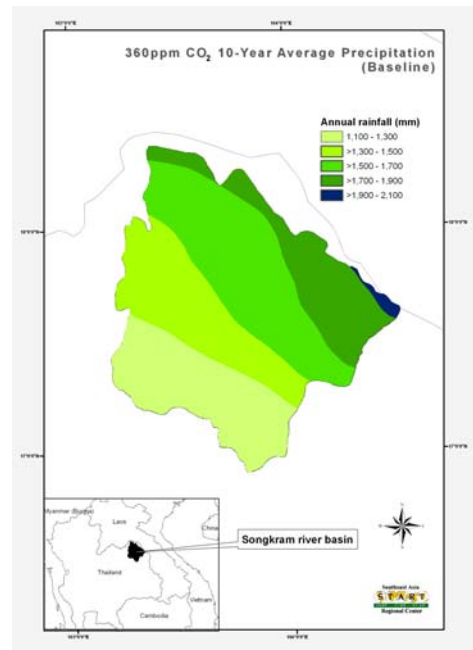 360ppm CO2 10-Year Average Precipitation
(Baseline)
Annual rainfall (mm)
1,100 - 1,300
>1,300 - 1,500
>1,500 - 1,700
>1,700 - 1,900
>1,900 - 2,100
Myanmar (Burma)
Laos
China
Songkram river basin
Thailand
Vietnam
Cambodia
Southeast Asia
START
Regional Center